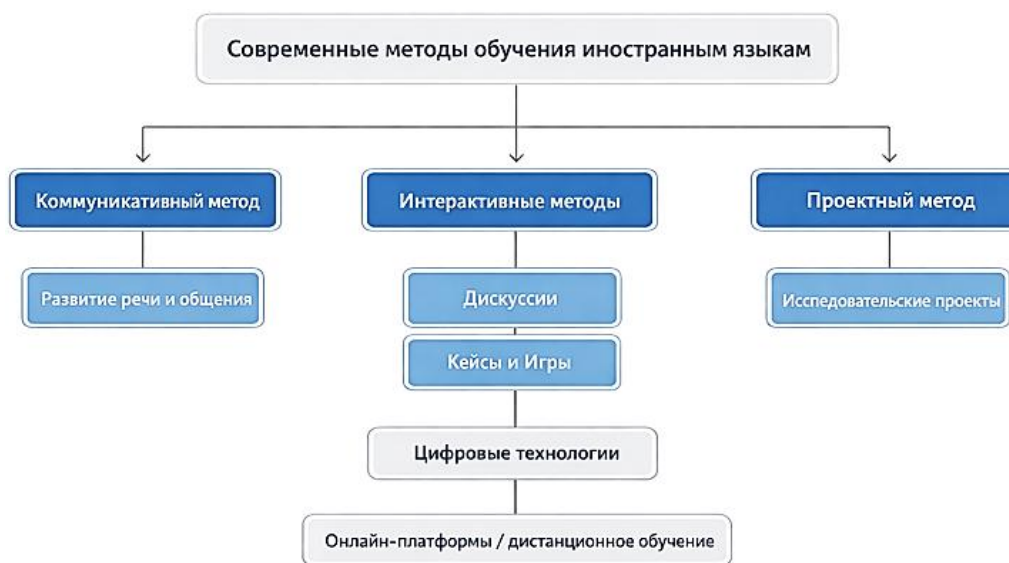 Современные методы обучения иностранным языкам
Коммуникативный метод
Интерактивные методы
Проектный метод
Развитие речи и общения
Дискуссии
Исспедовательские проекты
Кейсы и Игры
Цифровые технологии
Онлайн-платформы / дистанционное обучение